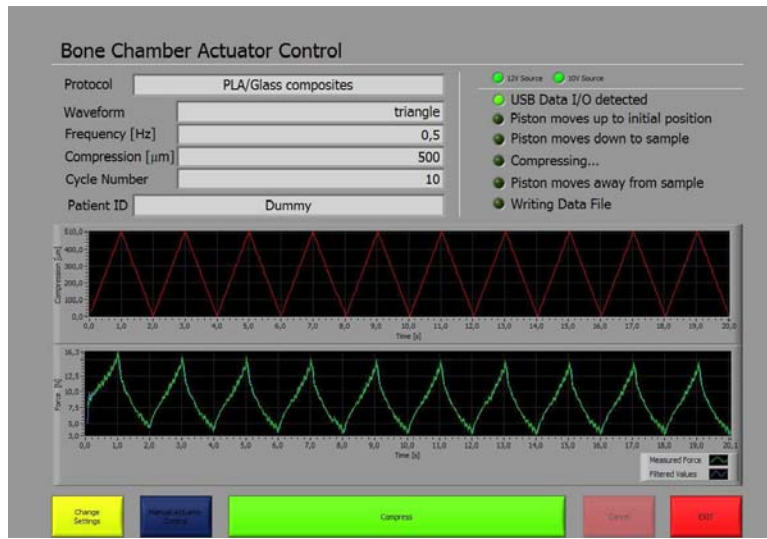 Bone Chamber Actuator Control
Protocol PLA/Glass composites
Waveform triangle
Frequency [Hz] 0,5
Compression [µm] 500
Cycle Number 10
Patient ID Dummy
12V Source 10V Source
USB Data I/O detected
Piston moves up to initial position
Piston moves down to sample
Compressing...
Piston moves away from sample
Writing Data File
Compression [µm]
510,0
400,0
300,0
200,0
100,0
0,0
0,0 1,0 2,0 3,0 4,0 5,0 6,0 7,0 8,0 9,0 10,0 11,0 12,0 13,0 14,0 15,0 16,0 17,0 18,0 19,0 20,0
Time [s]
Force [N]
16,3
12,5
10,0
7,5
5,0
3,0
0,0 1,0 2,0 3,0 4,0 5,0 6,0 7,0 8,0 9,0 10,0 11,0 12,0 13,0 14,0 15,0 16,0 17,0 18,0 19,0 20,1
Time [s]
Measured Force
Filtered Values
Change
Settings
Manual Actuator
Control
Compress
Cancel
EXIT